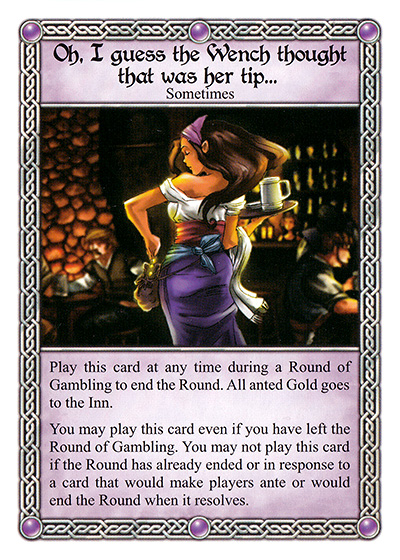 Oh, I guess the Wench thought
that was her tip...
Sometimes
Play this card at any time during a Round of
Gambling to end the Round. All anted Gold goes
to the Inn.
You may play this card even if you have left the
Round of Gambling. You may not play this card
if the Round has already ended or in response to
a card that would make players ante or would
end the Round when it resolves.